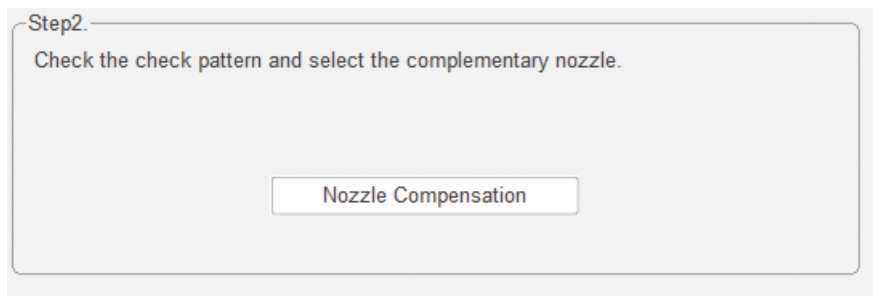 Step2.
Check the check pattern and select the complementary nozzle.
Nozzle Compensation